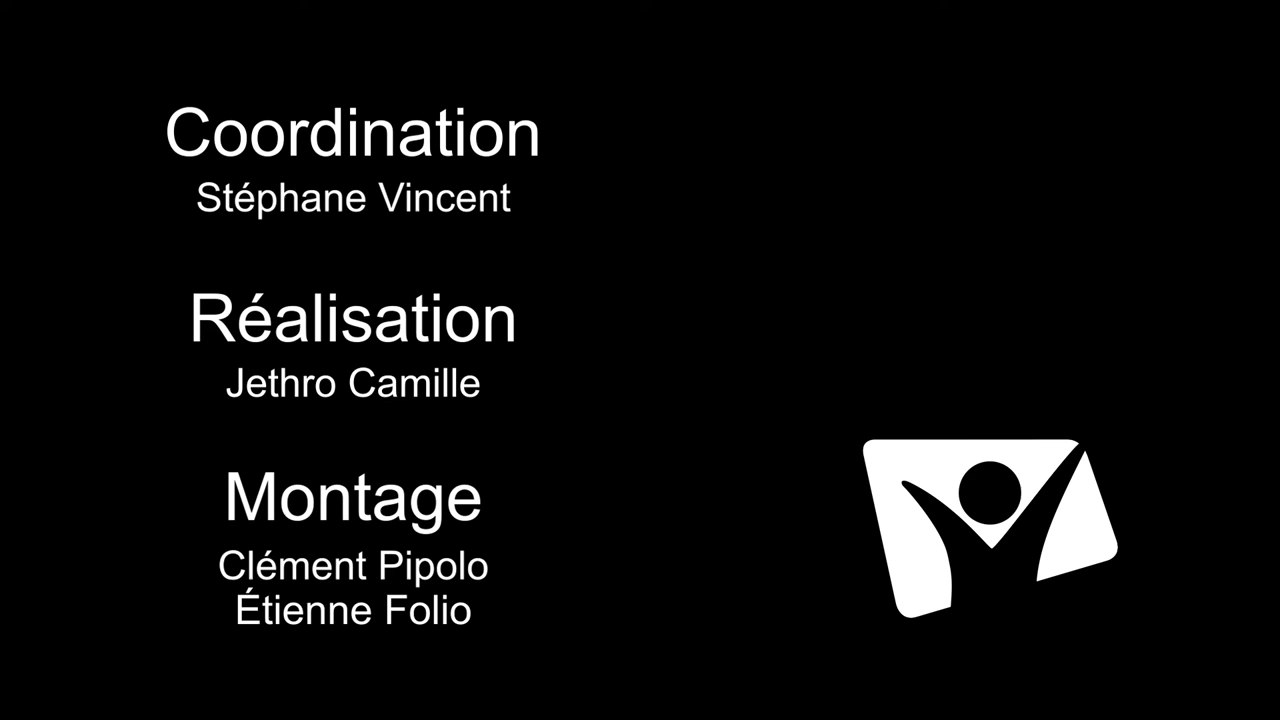 Coordination
Stéphane Vincent
Réalisation
Jethro Camille
Montage
Clément Pipolo
Étienne Folio